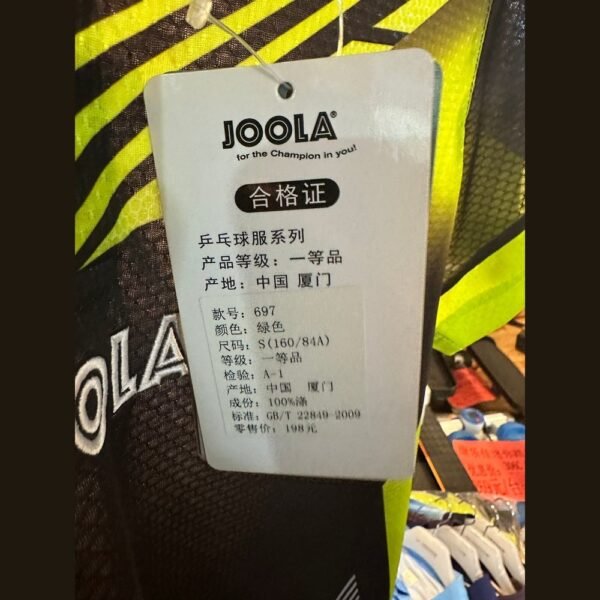 JOOLA®
for the Champion in you!
合格证
乒乓球服系列
产品等级：一等品
产地：中国 厦门
款号：697
颜色：绿色
尺码：S(160/84A)
等级：一等品
检验：A-1
产地：中国 厦门
成份：100%涤
标准：GB/T 22849-2009
零售价：198元
OLA